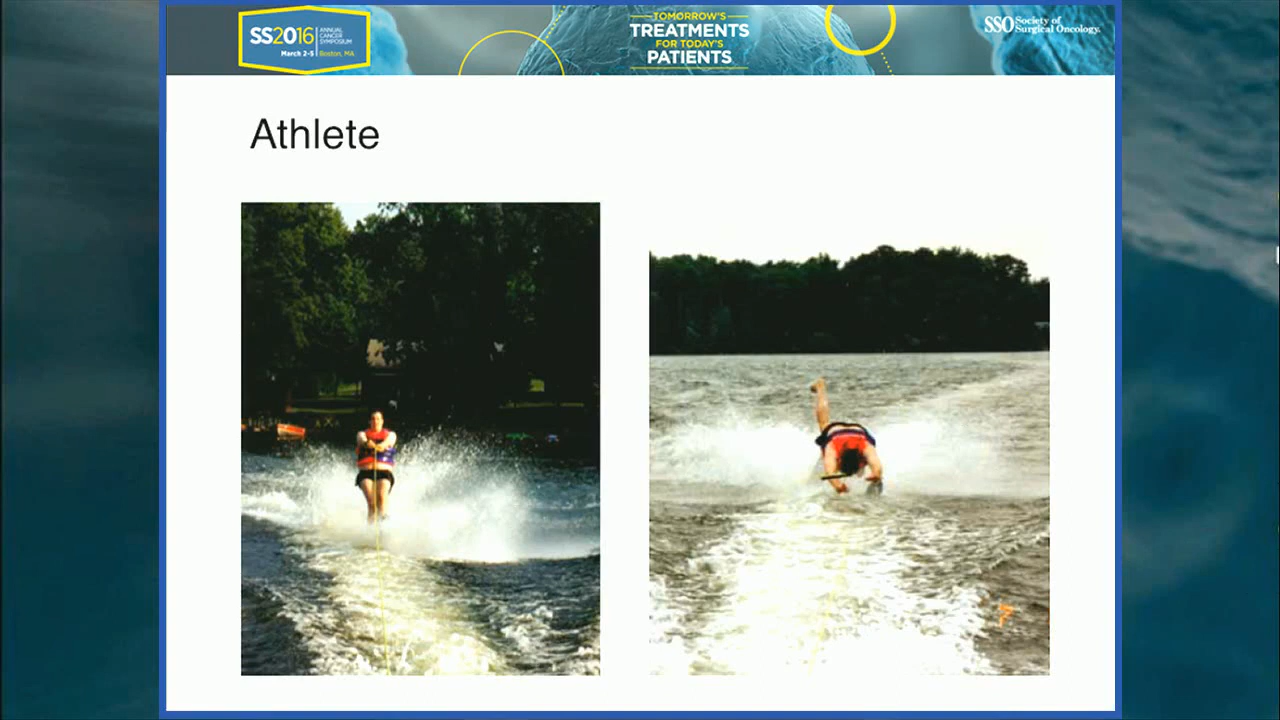 SS2016
ANNUAL
CANCER
SYMPOSIUM
March 2-5 Boston, MA
TOMORROW'S
TREATMENTS
FOR TODAY'S
PATIENTS
SSO Society of
Surgical Oncology.
Athlete